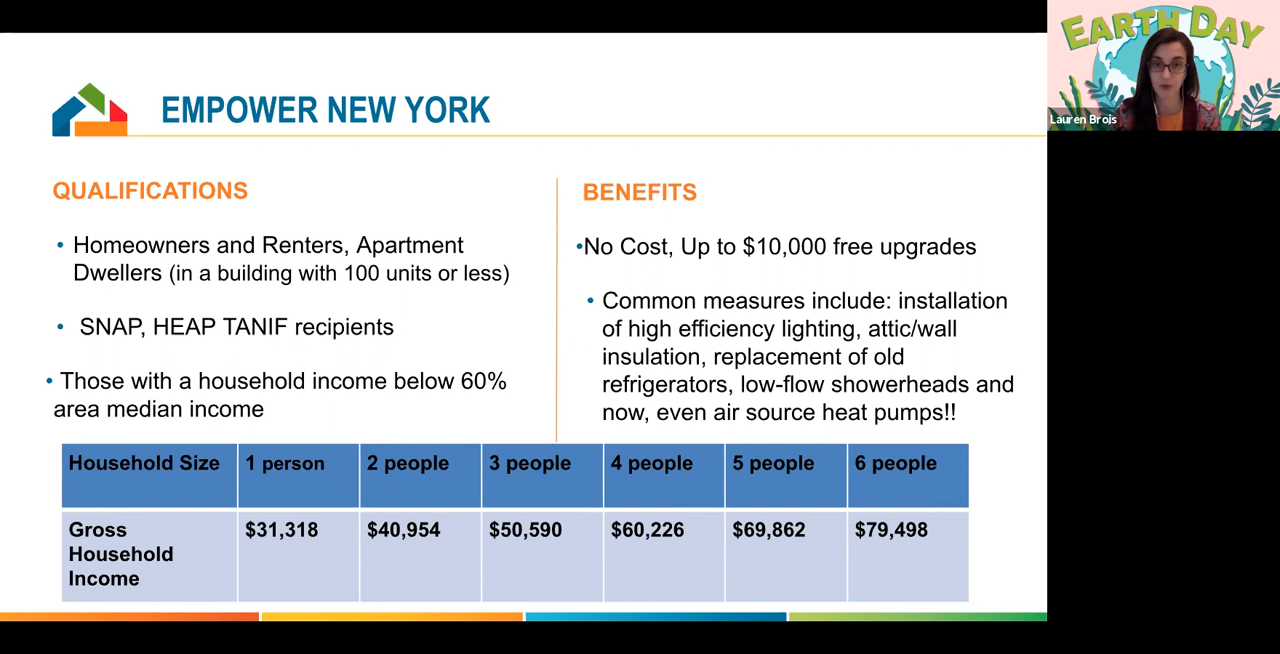 EARTH DAY
Lauren Brois
EMPOWER NEW YORK
QUALIFICATIONS
• Homeowners and Renters, Apartment
Dwellers (in a building with 100 units or less)
• SNAP, HEAP TANIF recipients
• Those with a household income below 60%
area median income
BENEFITS
•No Cost, Up to $10,000 free upgrades
• Common measures include: installation
of high efficiency lighting, attic/wall
insulation, replacement of old
refrigerators, low-flow showerheads and
now, even air source heat pumps!!
Household Size 1 person 2 people 3 people 4 people 5 people 6 people
Gross $31,318 $40,954 $50,590 $60,226 $69,862 $79,498
Household
Income